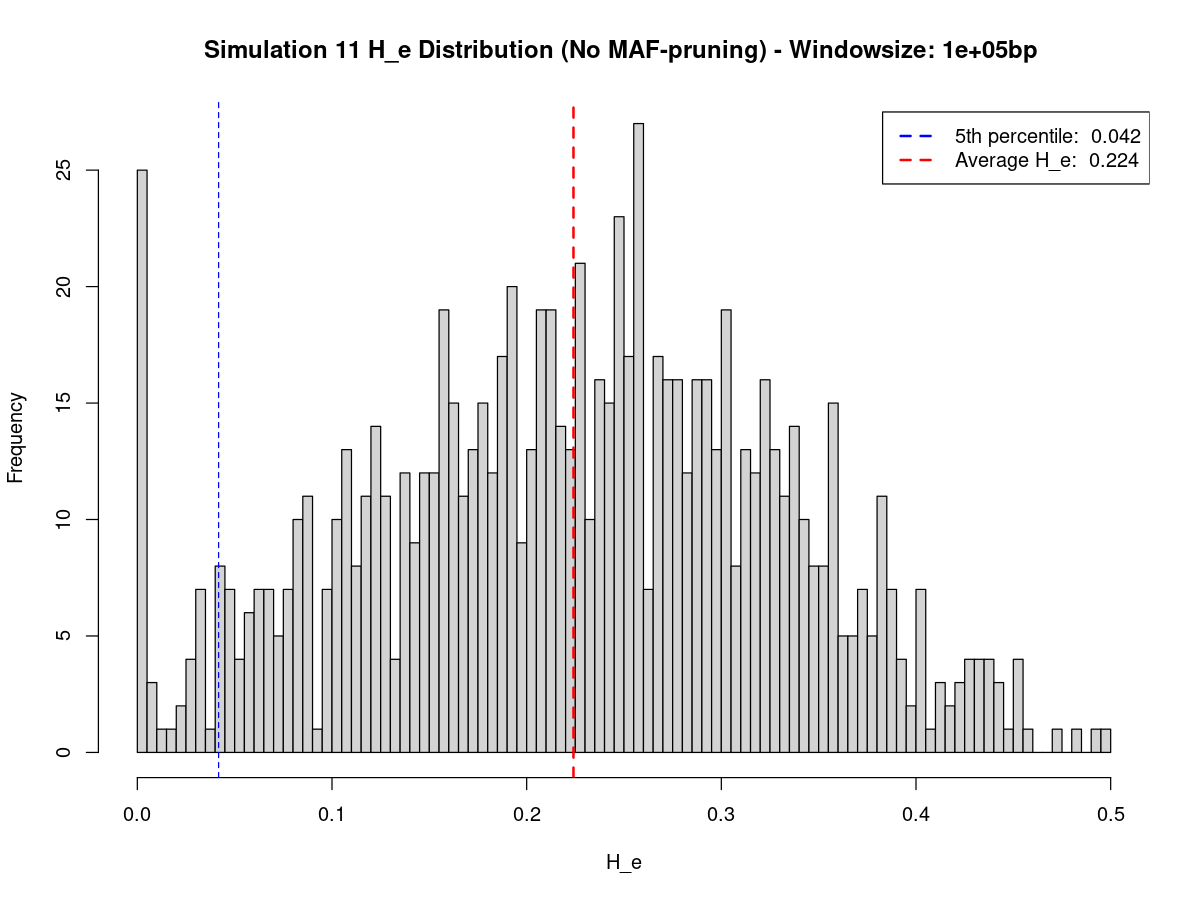 Simulation 11 H_e Distribution (No MAF-pruning) - Windowsize: 1e+05bp
5th percentile:  0.042
Average H_e:  0.224
Frequency
25
20
15
10
5
0
0.0 0.1 0.2 0.3 0.4 0.5
H_e